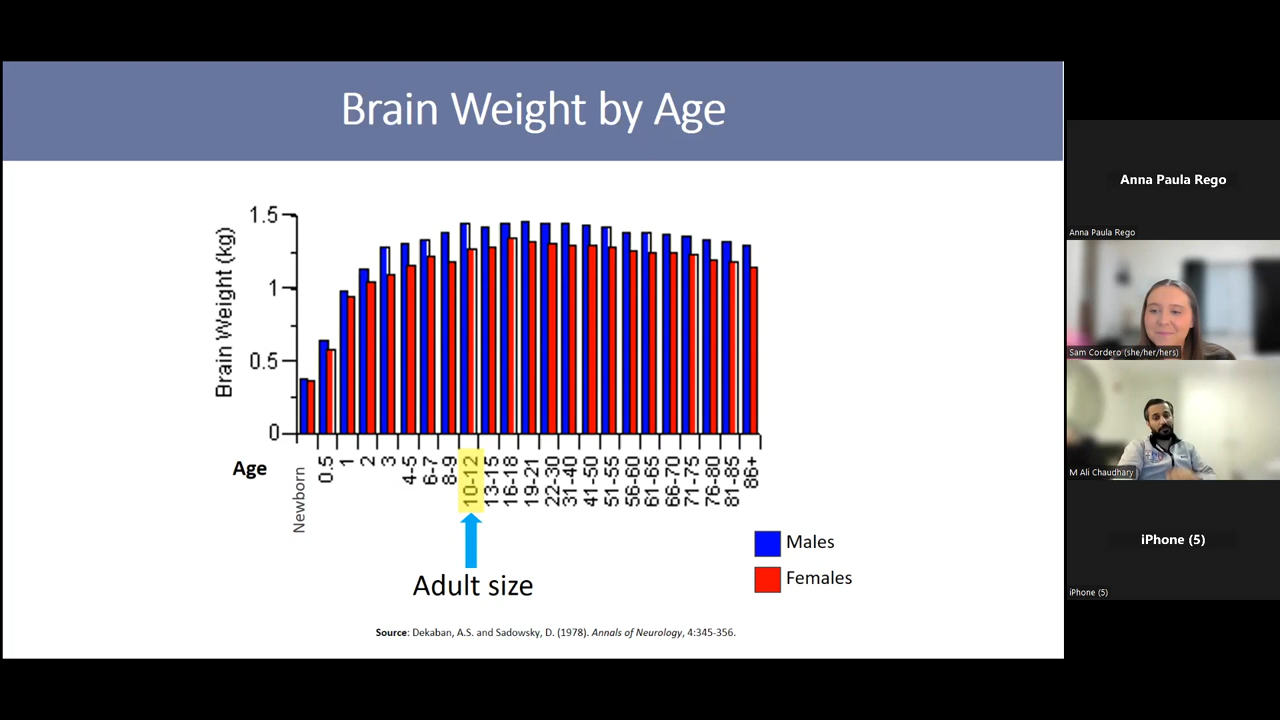 Brain Weight by Age
Brain Weight (kg)
1.5
1
0.5
0
Age
Newborn
0.5
1
2
3
4-5
6-7
8-9
10-12
13-15
16-18
19-21
22-30
31-40
41-50
51-55
56-60
61-65
66-70
71-75
76-80
81-85
86+
Adult size
Males
Females
Source: Dekaban, A.S. and Sadowsky, D. (1978). Annals of Neurology, 4:345-356.
Anna Paula Rego
Anna Paula Rego
Sam Cordero (she/her/hers)
M Ali Chaudhary
iPhone (5)
iPhone (5)